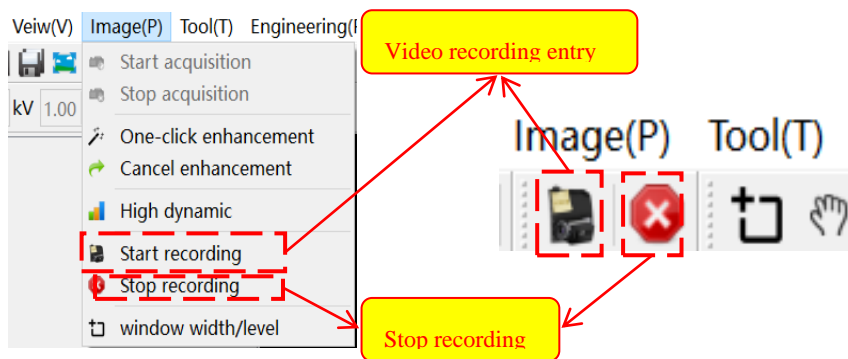 Veiw(V) Image(P) Tool(T) Engineering(
kV 1.00
Start acquisition
Stop acquisition
One-click enhancement
Cancel enhancement
High dynamic
Start recording
Stop recording
window width/level
Video recording entry
Image(P) Tool(T)
Stop recording